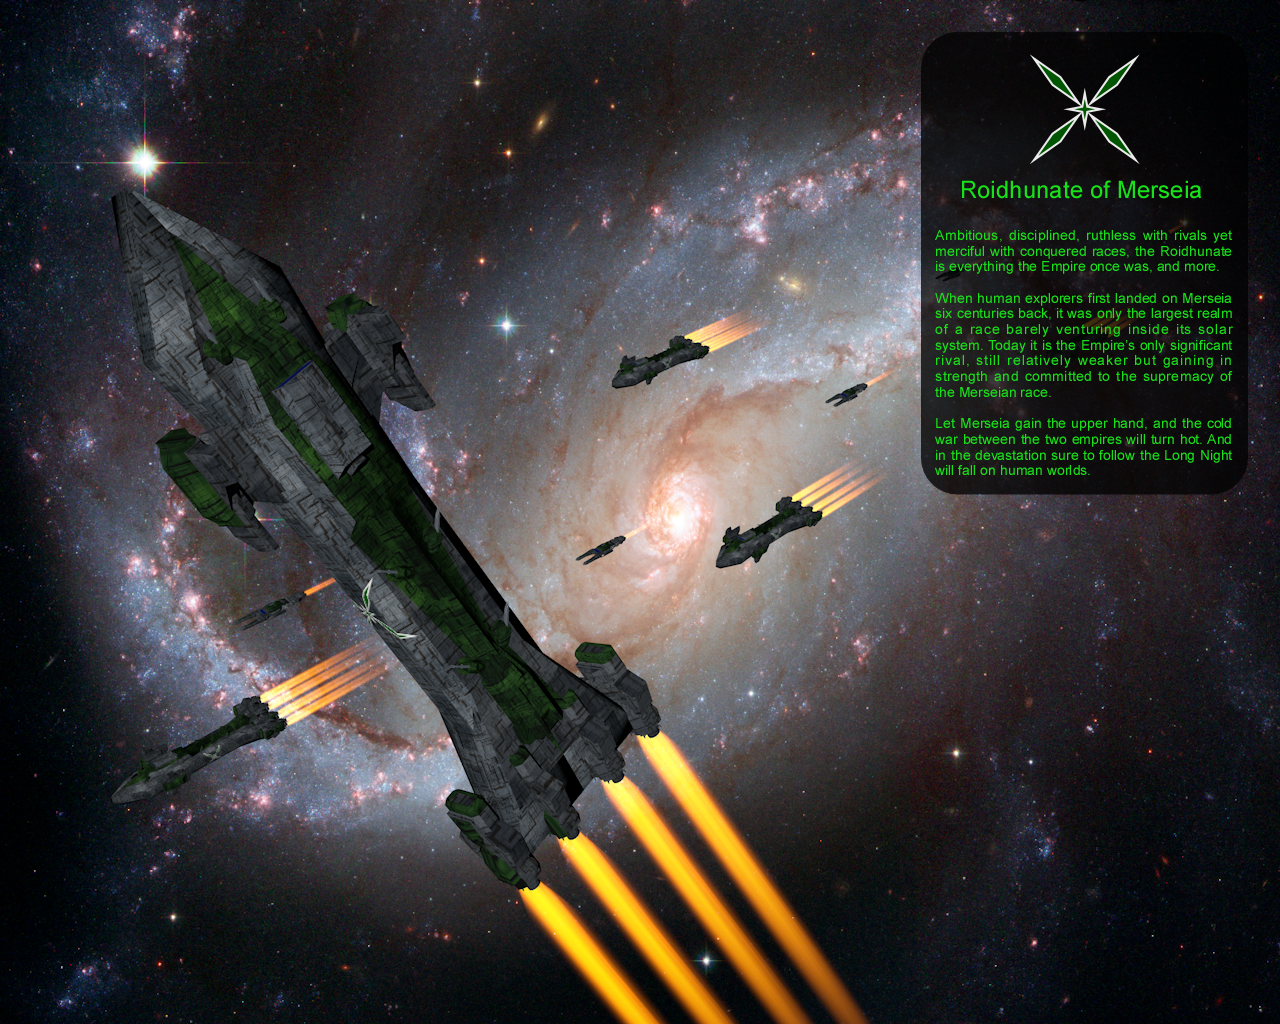 Roidhunate of Merseia
Ambitious, disciplined, ruthless with rivals yet
merciful with conquered races, the Roidhunate
is everything the Empire once was, and more.
When human explorers first landed on Merseia
six centuries back, it was only the largest realm
of a race barely venturing inside its solar
system. Today it is the Empire's only significant
rival, still relatively weaker but gaining in
strength and committed to the supremacy of
the Merseian race.
Let Merseia gain the upper hand, and the cold
war between the two empires will turn hot. And
in the devastation sure to follow the Long Night
will fall on human worlds.